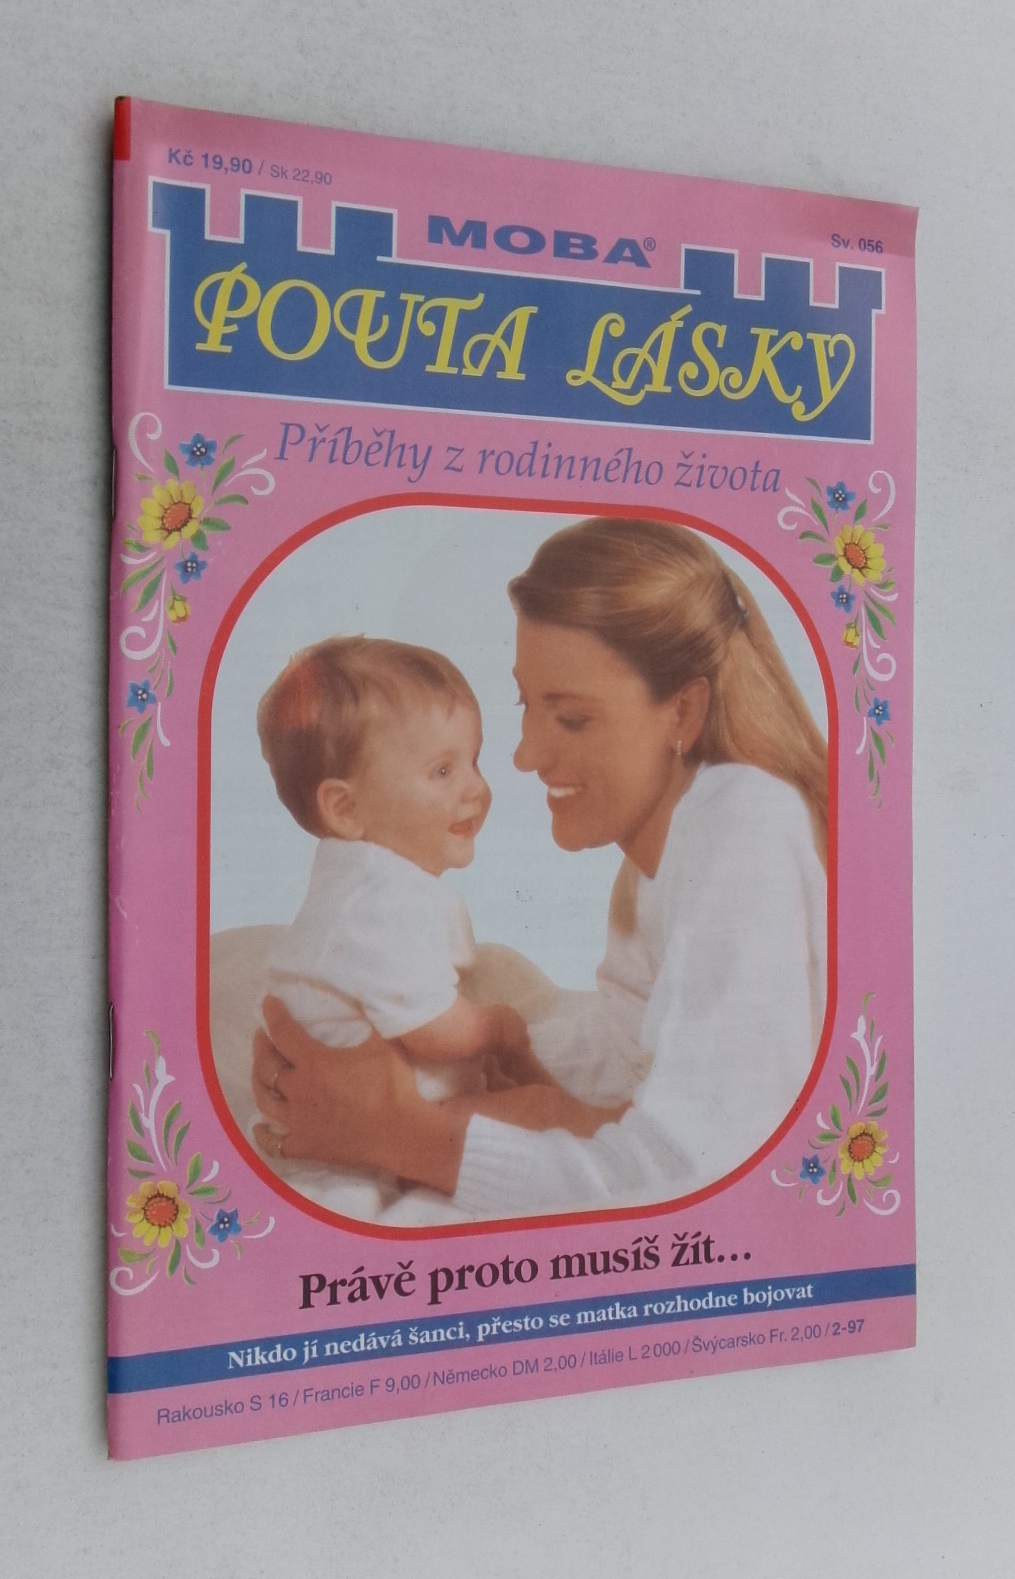 Kč 19,90 / Sk 22,90
MOBA®
Sv. 056
POUTA LÁSKY
Příběhy z rodinného života
Právě proto musíš žít...
Nikdo jí nedává šanci, přesto se matka rozhodne bojovat
Rakousko S 16 / Francie F 9,00 / Německo DM 2,00 / Itálie L 2 000 / Švýcarsko Fr. 2,00 / 2-97